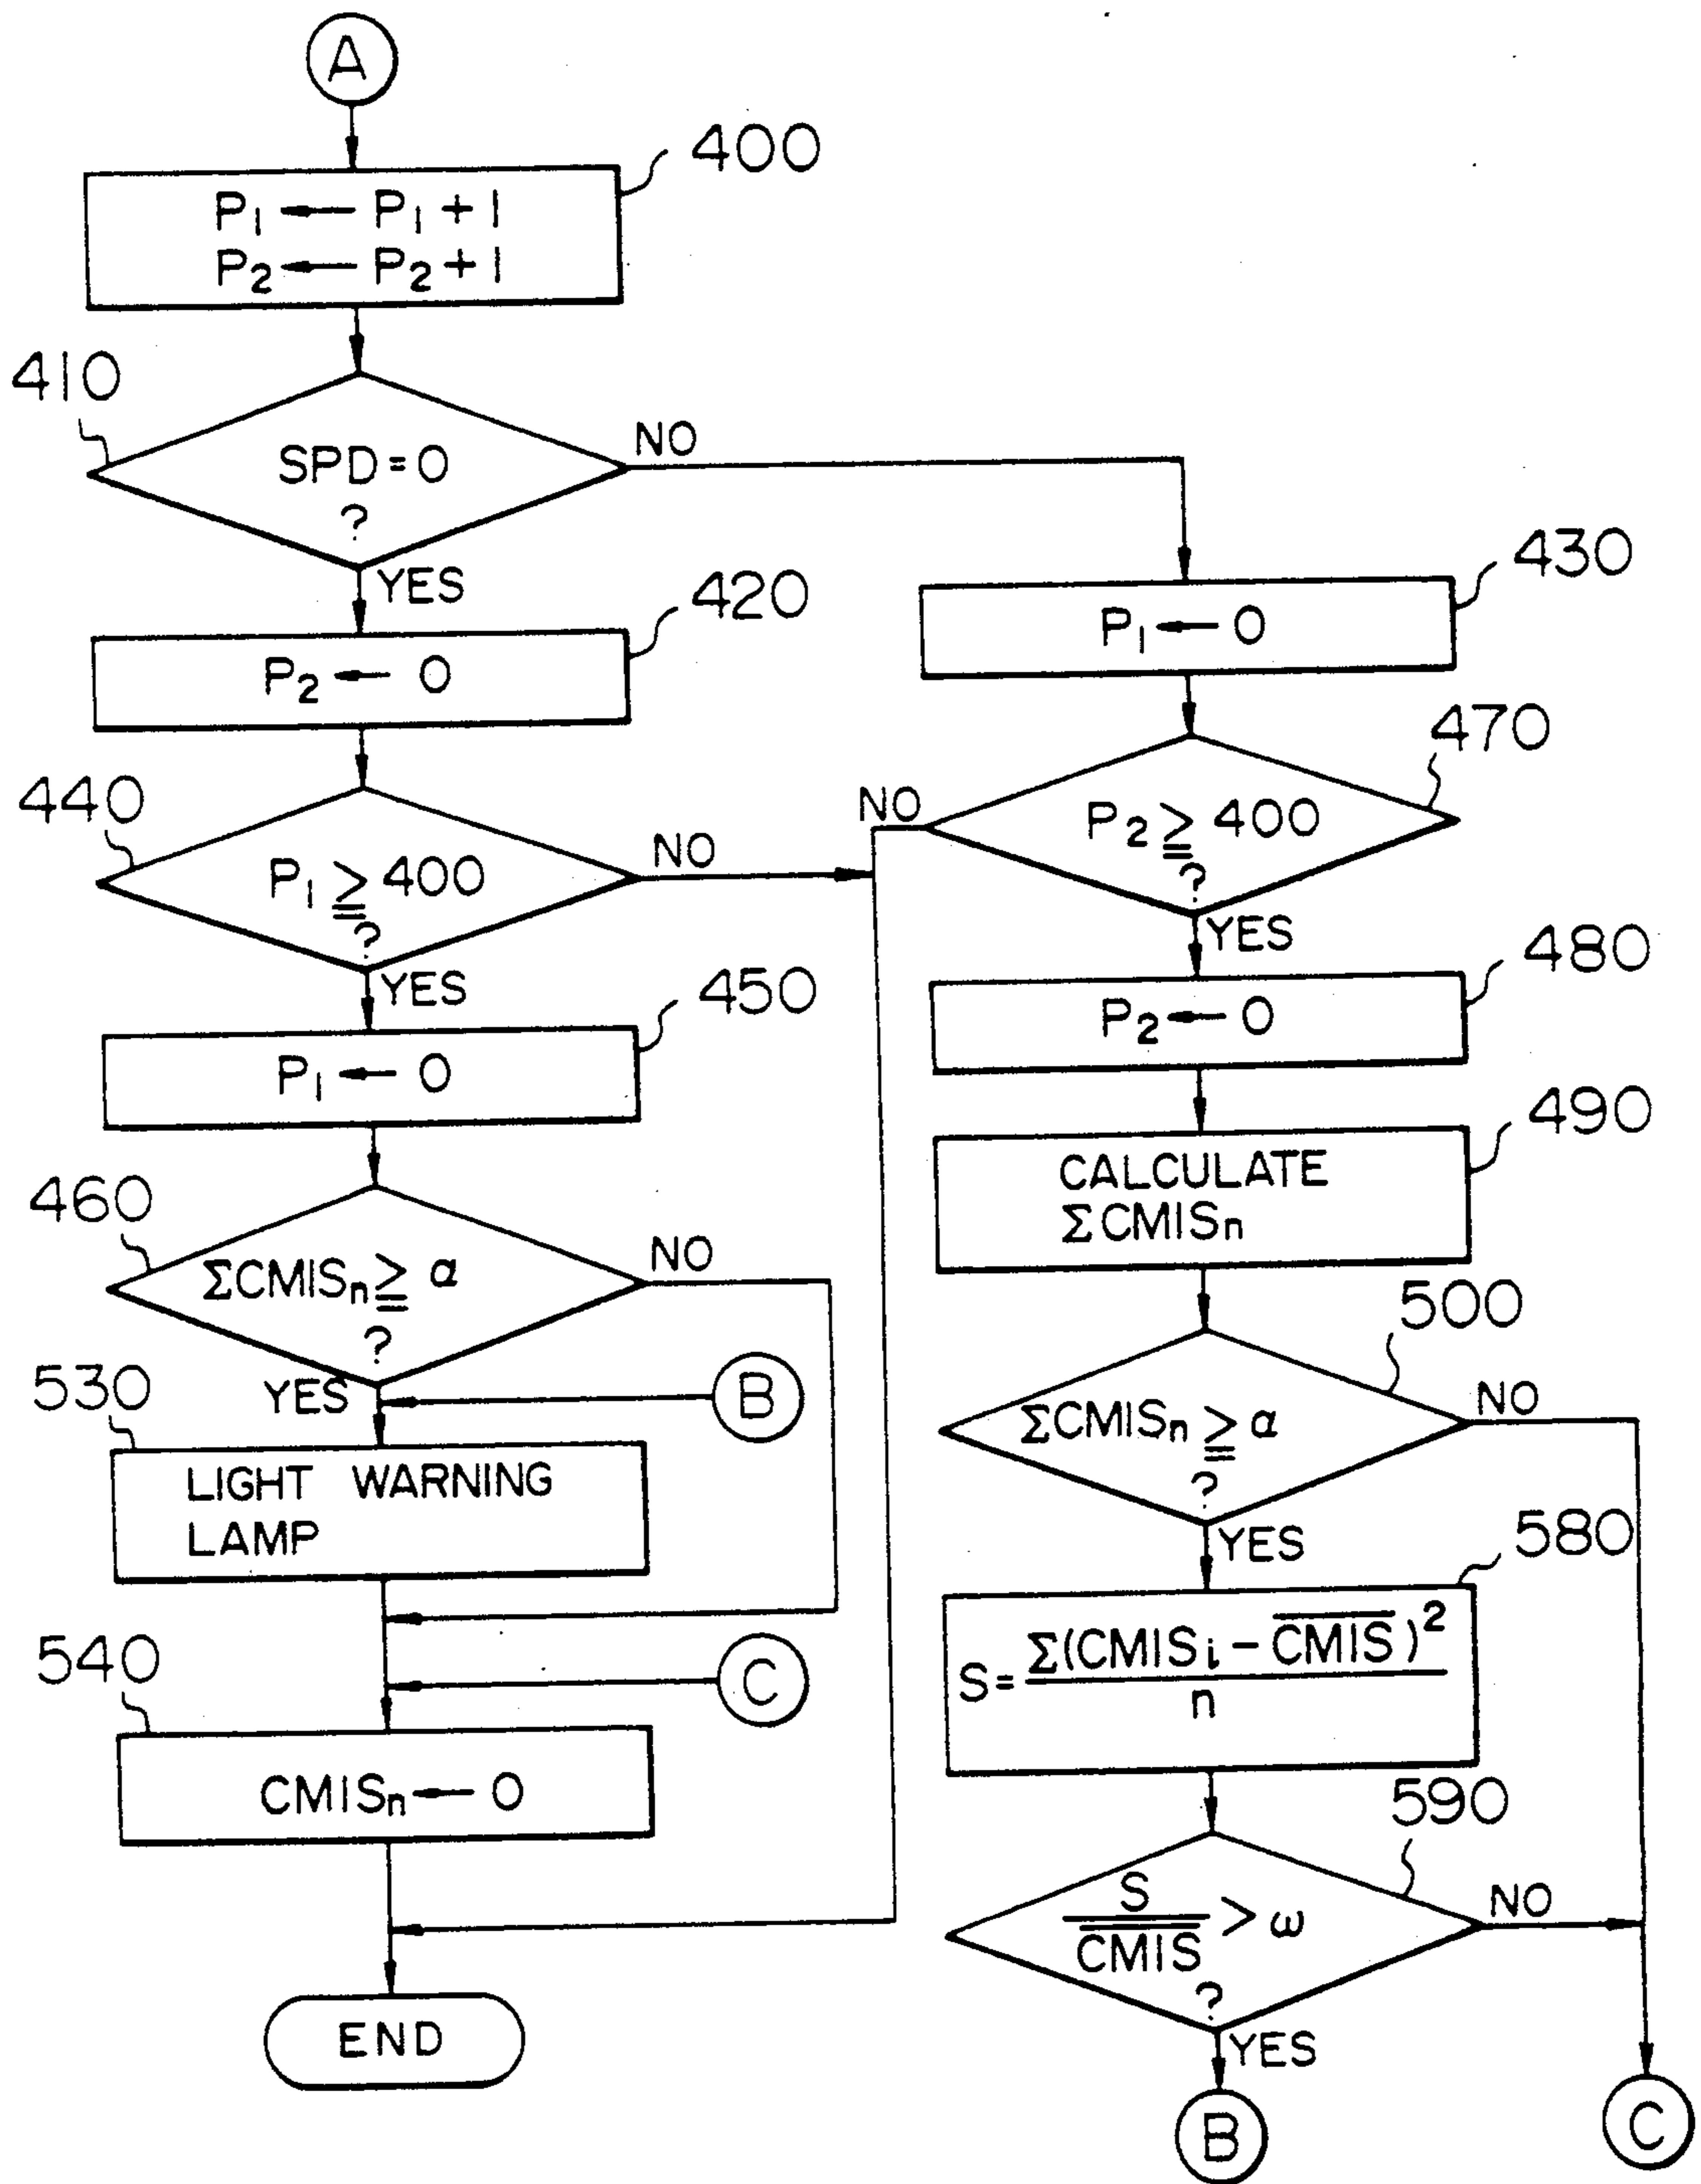 A
400
P₁ ← P₁ + 1
P₂ ← P₂ + 1
410
SPD = 0
?
NO
YES
420
P₂ ← 0
430
P₁ ← 0
440
P₁ ≧ 400
?
NO
YES
470
P₂ ≧ 400
?
NO
YES
450
P₁ ← 0
480
P₂ ← 0
490
CALCULATE
ΣCMISₙ
460
ΣCMISₙ ≧ α
?
NO
YES
B
500
ΣCMISₙ ≧ α
?
NO
YES
530
LIGHT WARNING
LAMP
C
580
S = Σ(CMISᵢ - C̅M̅I̅S̅)² / n
540
CMISₙ ← 0
590
S / C̅M̅I̅S̅ > ω
?
NO
YES
END
B
C